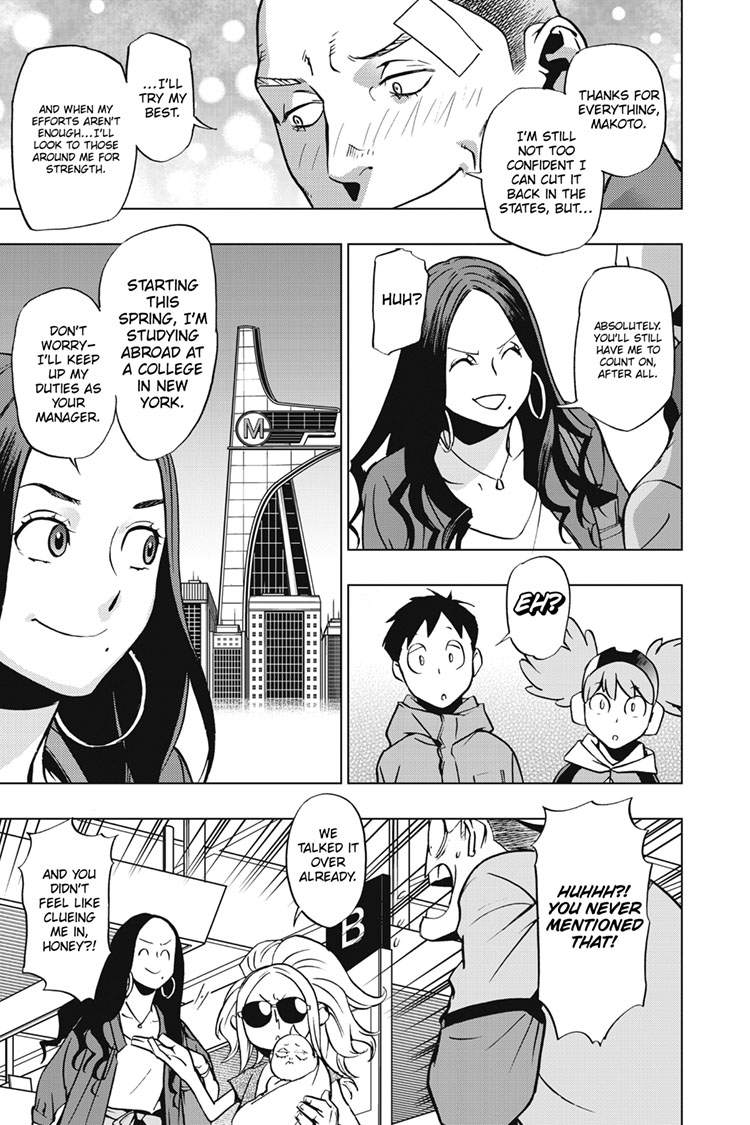 THANKS FOR
EVERYTHING,
MAKOTO.
I'M STILL
NOT TOO
CONFIDENT I
CAN CUT IT
BACK IN THE
STATES, BUT...
...I'LL
TRY MY
BEST.
AND WHEN MY
EFFORTS AREN'T
ENOUGH...I'LL
LOOK TO THOSE
AROUND ME FOR
STRENGTH.
ABSOLUTELY.
YOU'LL STILL
HAVE ME TO
COUNT ON,
AFTER ALL.
HUH?
STARTING
THIS
SPRING, I'M
STUDYING
ABROAD AT
A COLLEGE
IN NEW
YORK.
DON'T
WORRY–
I'LL KEEP
UP MY
DUTIES AS
YOUR
MANAGER.
M
EH?
HUHHH?!
YOU NEVER
MENTIONED
THAT!
WE
TALKED IT
OVER
ALREADY.
B
AND YOU
DIDN'T
FEEL LIKE
CLUEING
ME IN,
HONEY?!